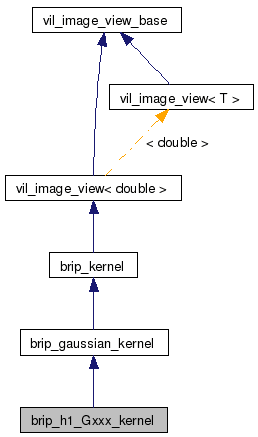 vil_image_view_base
vil_image_view< T >
< double >
vil_image_view< double >
brip_kernel
brip_gaussian_kernel
brip_h1_Gxxx_kernel